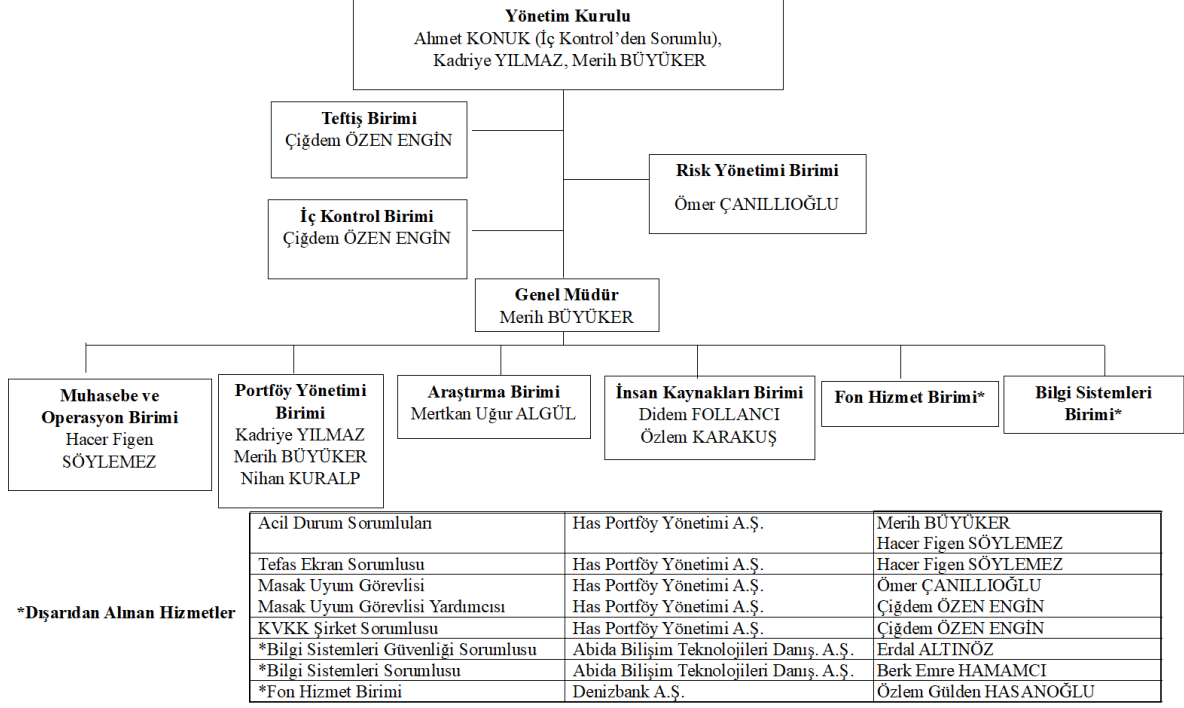 Yönetim Kurulu
Ahmet KONUK (İç Kontrol’den Sorumlu),
Kadriye YILMAZ, Merih BÜYÜKER
Teftiş Birimi
Çiğdem ÖZEN ENGİN
Risk Yönetimi Birimi
Ömer ÇANILLIOĞLU
İç Kontrol Birimi
Çiğdem ÖZEN ENGİN
Genel Müdür
Merih BÜYÜKER
Muhasebe ve
Operasyon Birimi
Hacer Figen
SÖYLEMEZ
Portföy Yönetimi
Birimi
Kadriye YILMAZ
Merih BÜYÜKER
Nihan KURALP
Araştırma Birimi
Mertkan Uğur ALGÜL
İnsan Kaynakları Birimi
Didem FOLLANCI
Özlem KARAKUŞ
Fon Hizmet Birimi*
Bilgi Sistemleri
Birimi*
*Dışarıdan Alınan Hizmetler
Acil Durum Sorumluları Has Portföy Yönetimi A.Ş. Merih BÜYÜKER
Hacer Figen SÖYLEMEZ
Tefas Ekran Sorumlusu Has Portföy Yönetimi A.Ş. Hacer Figen SÖYLEMEZ
Masak Uyum Görevlisi Has Portföy Yönetimi A.Ş. Ömer ÇANILLIOĞLU
Masak Uyum Görevlisi Yardımcısı Has Portföy Yönetimi A.Ş. Çiğdem ÖZEN ENGİN
KVKK Şirket Sorumlusu Has Portföy Yönetimi A.Ş. Çiğdem ÖZEN ENGİN
*Bilgi Sistemleri Güvenliği Sorumlusu Abida Bilişim Teknolojileri Danış. A.Ş. Erdal ALTINÖZ
*Bilgi Sistemleri Sorumlusu Abida Bilişim Teknolojileri Danış. A.Ş. Berk Emre HAMAMCI
*Fon Hizmet Birimi Denizbank A.Ş. Özlem Gülden HASANOĞLU